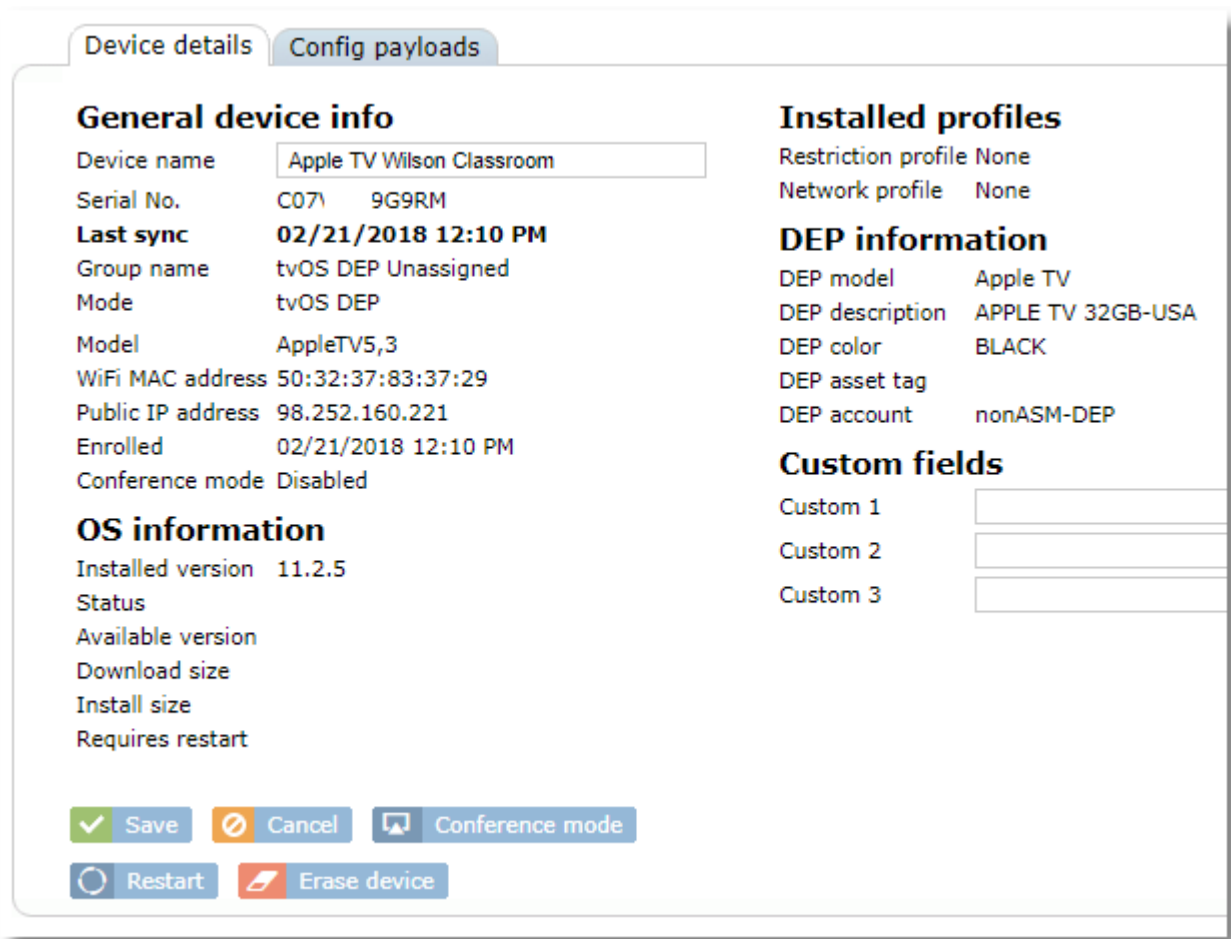 Device details
Config payloads
General device info
Device name Apple TV Wilson Classroom
Serial No. C07\ 9G9RM
Last sync 02/21/2018 12:10 PM
Group name tvOS DEP Unassigned
Mode tvOS DEP
Model AppleTV5,3
WiFi MAC address 50:32:37:83:37:29
Public IP address 98.252.160.221
Enrolled 02/21/2018 12:10 PM
Conference mode Disabled
OS information
Installed version 11.2.5
Status
Available version
Download size
Install size
Requires restart
Installed profiles
Restriction profile None
Network profile None
DEP information
DEP model Apple TV
DEP description APPLE TV 32GB-USA
DEP color BLACK
DEP asset tag
DEP account nonASM-DEP
Custom fields
Custom 1
Custom 2
Custom 3
Save Cancel Conference mode
Restart Erase device